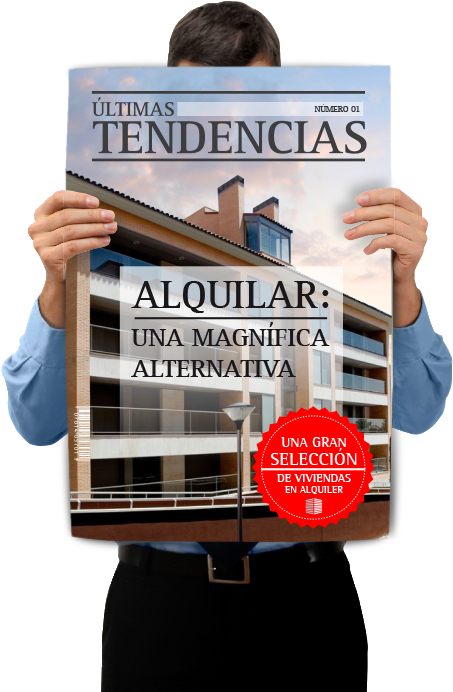 ÚLTIMAS
NÚMERO 01
TENDENCIAS
ALQUILAR:
UNA MAGNÍFICA
ALTERNATIVA
UNA GRAN
SELECCIÓN
DE VIVIENDAS
EN ALQUILER